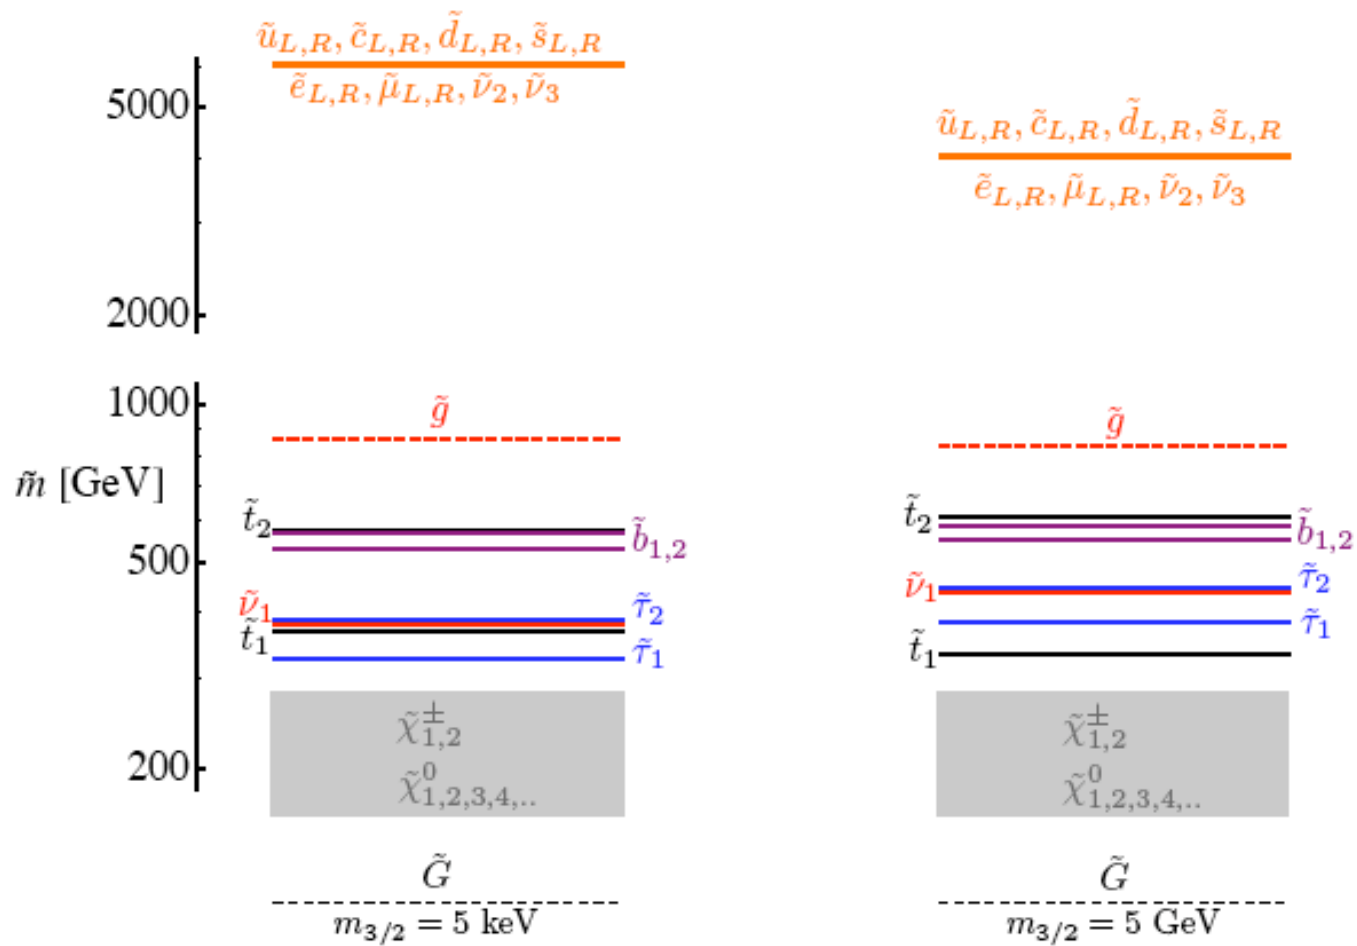 ũ_{L,R}, c̃_{L,R}, d̃_{L,R}, s̃_{L,R}
ẽ_{L,R}, μ̃_{L,R}, ν̃_2, ν̃_3
5000
ũ_{L,R}, c̃_{L,R}, d̃_{L,R}, s̃_{L,R}
ẽ_{L,R}, μ̃_{L,R}, ν̃_2, ν̃_3
2000
1000
g̃
g̃
m̃ [GeV]
t̃_2
b̃_{1,2}
t̃_2
b̃_{1,2}
500
ν̃_1
τ̃_2
ν̃_1
τ̃_2
t̃_1
τ̃_1
t̃_1
τ̃_1
χ̃^±_{1,2}
χ̃^±_{1,2}
200
χ̃^0_{1,2,3,4,..}
χ̃^0_{1,2,3,4,..}
G̃
G̃
m_{3/2} = 5 keV
m_{3/2} = 5 GeV